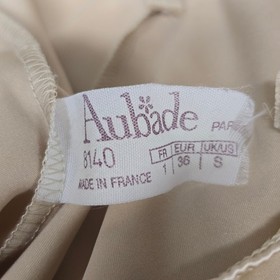 Aubade
PARIS
8140
FR EUR UK/US
1 36 S
MADE IN FRANCE